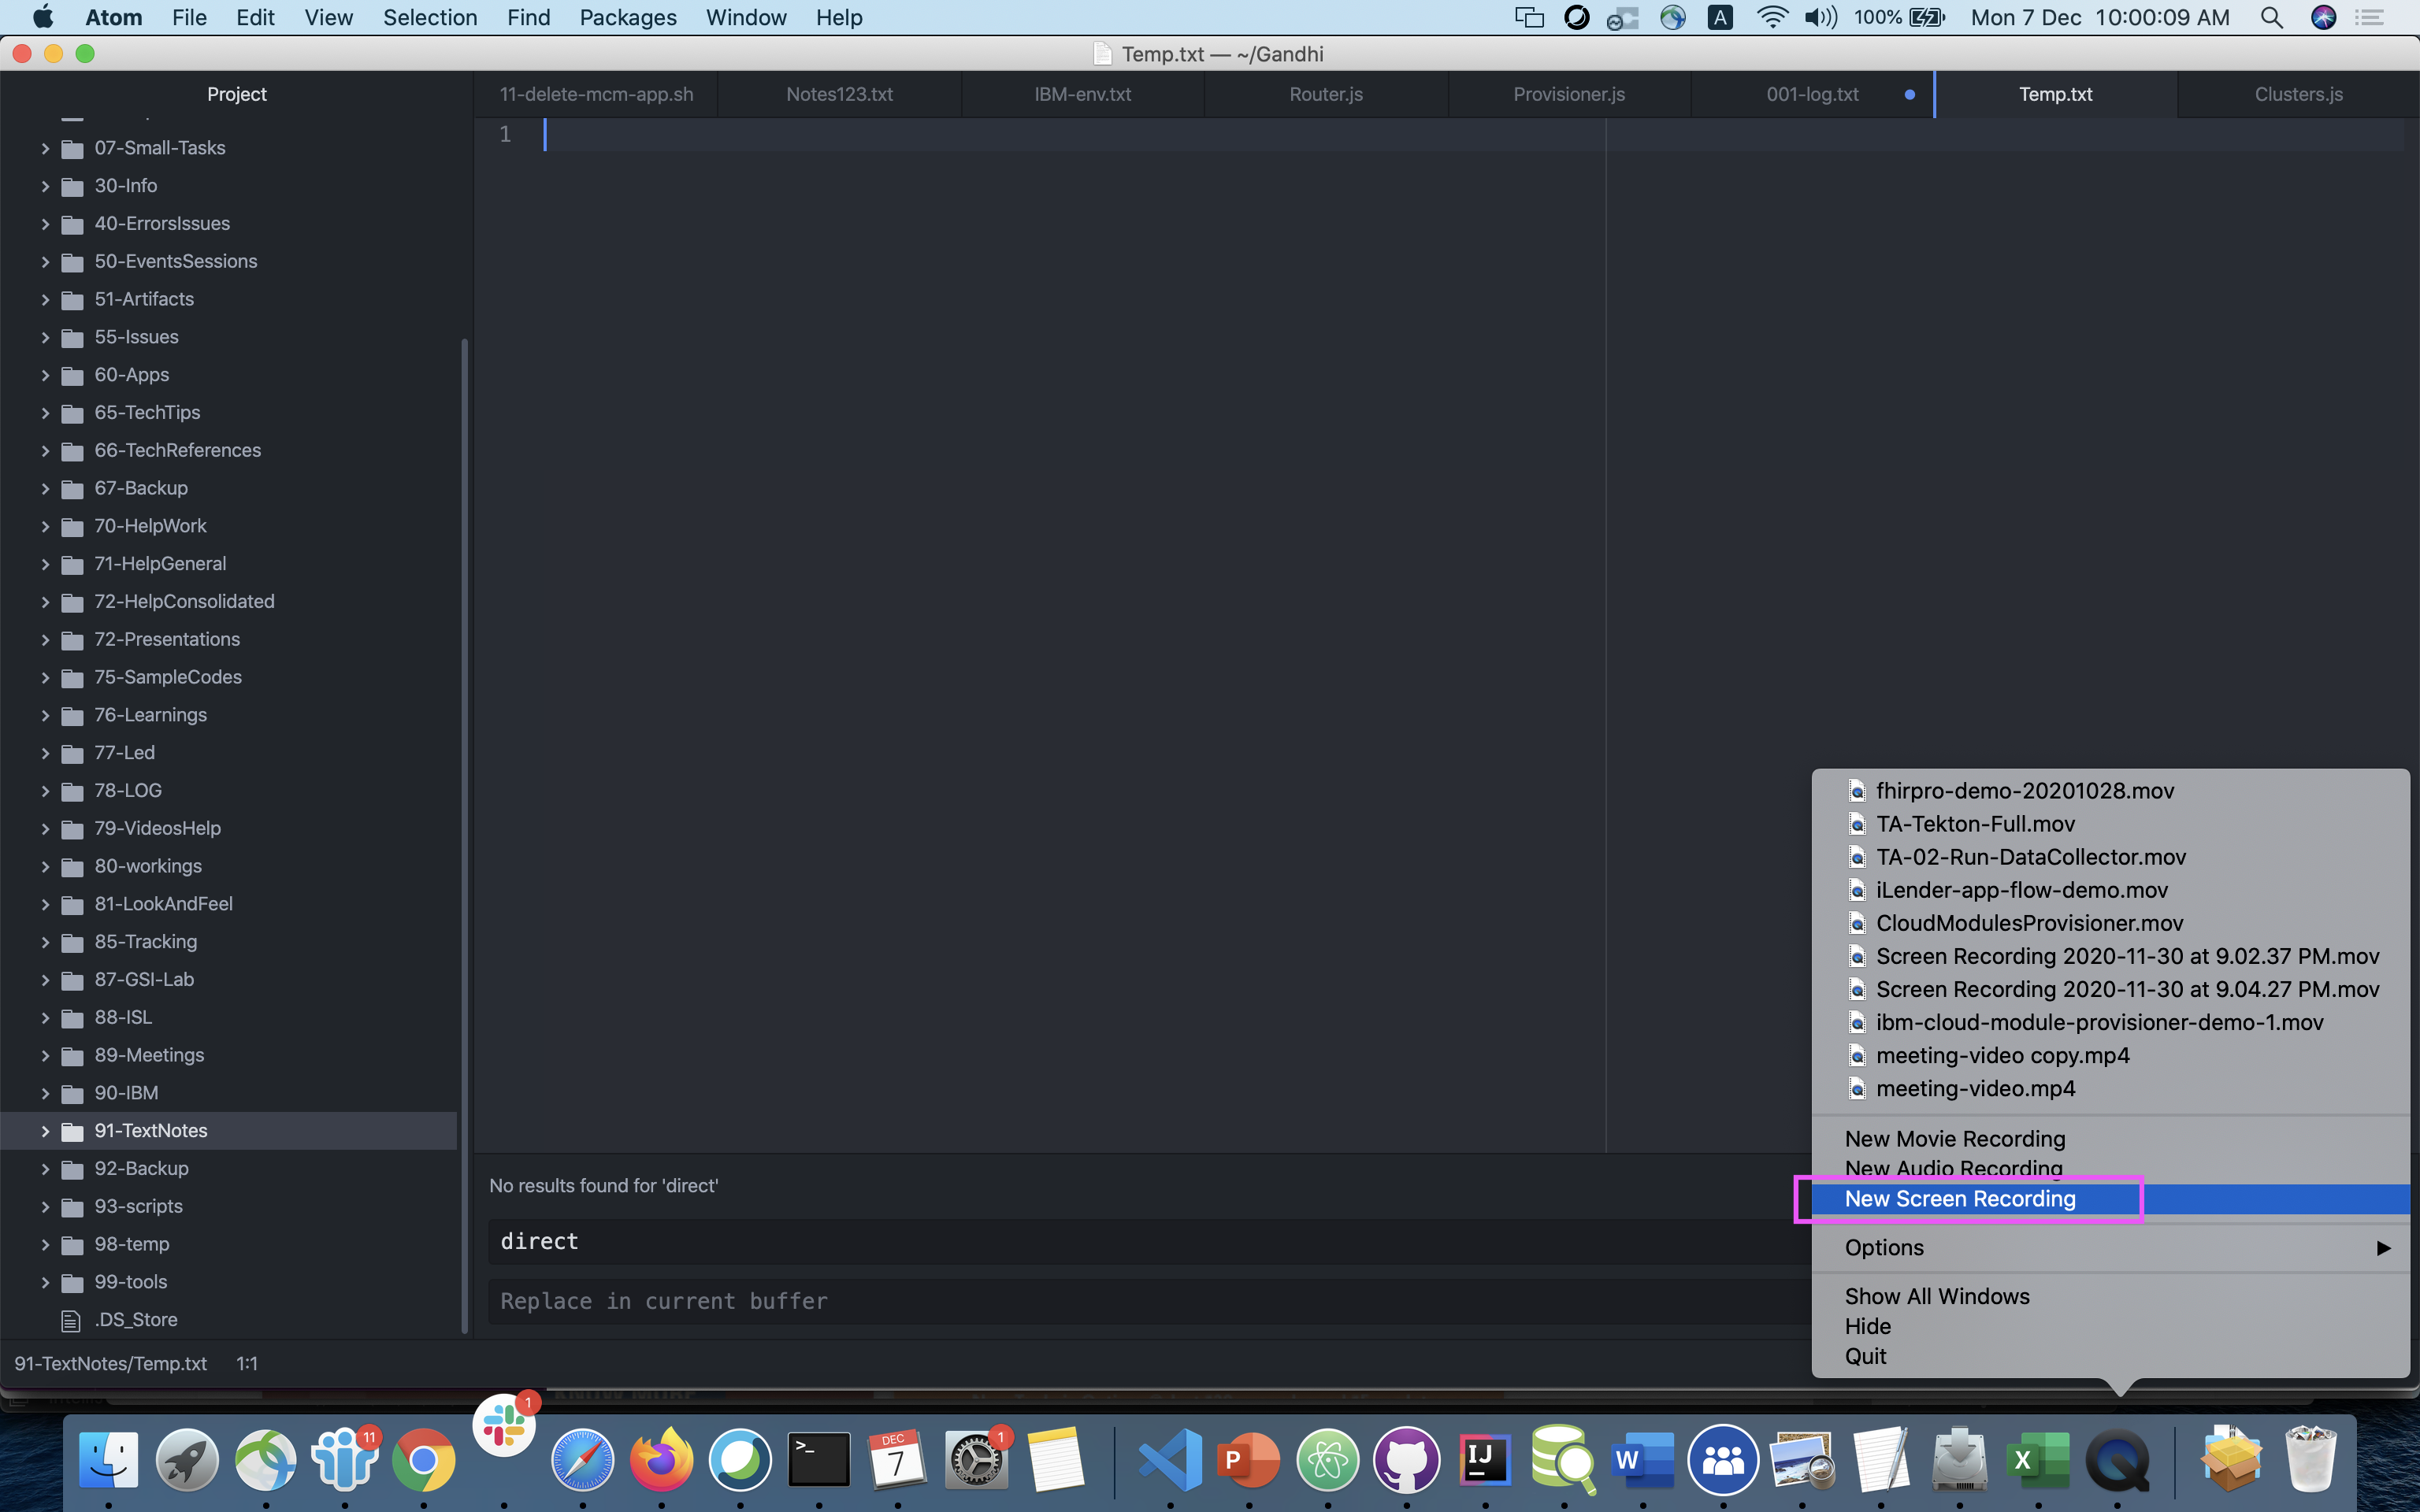 Atom File Edit View Selection Find Packages Window Help A 100% Mon 7 Dec 10:00:09 AM
Temp.txt — ~/Gandhi
Project
11-delete-mcm-app.sh Notes123.txt IBM-env.txt Router.js Provisioner.js 001-log.txt Temp.txt Clusters.js
1
07-Small-Tasks
30-Info
40-ErrorsIssues
50-EventsSessions
51-Artifacts
55-Issues
60-Apps
65-TechTips
66-TechReferences
67-Backup
70-HelpWork
71-HelpGeneral
72-HelpConsolidated
72-Presentations
75-SampleCodes
76-Learnings
77-Led
78-LOG
79-VideosHelp
80-workings
81-LookAndFeel
85-Tracking
87-GSI-Lab
88-ISL
89-Meetings
90-IBM
91-TextNotes
92-Backup
93-scripts
98-temp
99-tools
.DS_Store
No results found for 'direct'
direct
Replace in current buffer
91-TextNotes/Temp.txt 1:1
fhirpro-demo-20201028.mov
TA-Tekton-Full.mov
TA-02-Run-DataCollector.mov
iLender-app-flow-demo.mov
CloudModulesProvisioner.mov
Screen Recording 2020-11-30 at 9.02.37 PM.mov
Screen Recording 2020-11-30 at 9.04.27 PM.mov
ibm-cloud-module-provisioner-demo-1.mov
meeting-video copy.mp4
meeting-video.mp4
New Movie Recording
New Audio Recording
New Screen Recording
Options
Show All Windows
Hide
Quit
KNOW MORE
11 1 >_ DEC 7 1 P IJ W X